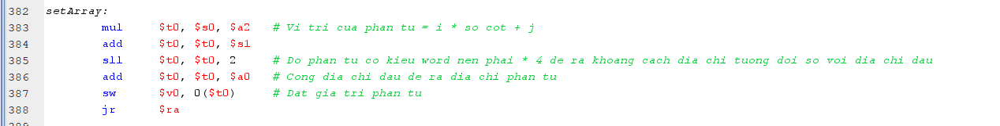 382 setArray:
383 mul $t0, $s0, $a2 # Vi tri cua phan tu = i * so cot + j
384 add $t0, $t0, $s1
385 sll $t0, $t0, 2 # Do phan tu co kieu word nen phai * 4 de ra khoang cach dia chi tuong doi so voi dia chi dau
386 add $t0, $t0, $a0 # Cong dia chi dau de ra dia chi phan tu
387 sw $v0, 0($t0) # Dat gia tri phan tu
388 jr $ra